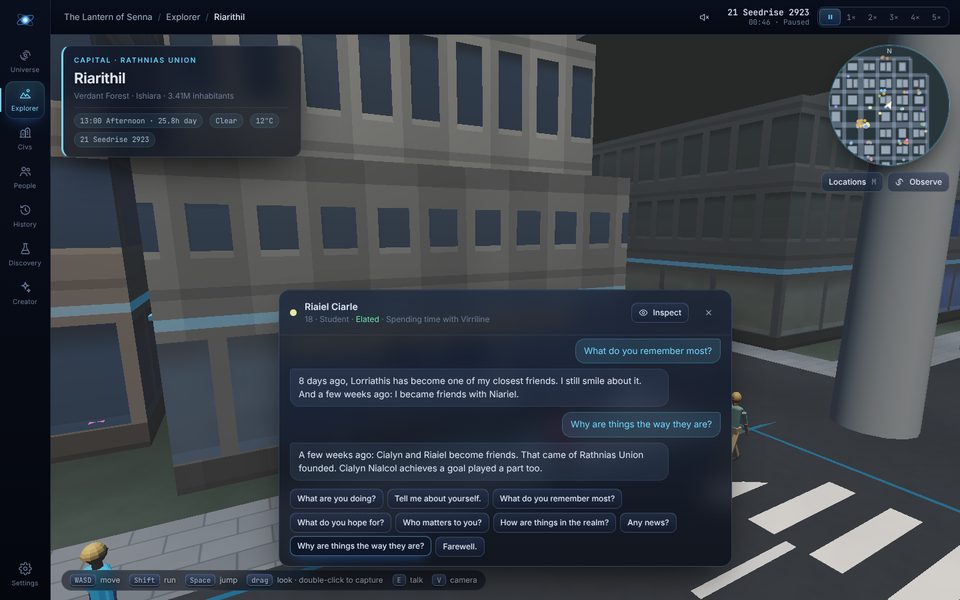 The Lantern of Senna / Explorer / Riarithil
21 Seedrise 2923
00:46 · Paused
1× 2× 3× 4× 5×
Universe
Explorer
Civs
People
History
Discovery
Creator
Settings
CAPITAL · RATHNIAS UNION
Riarithil
Verdant Forest · Ishiara · 3.41M inhabitants
13:00 Afternoon · 25.8h day
Clear
12°C
21 Seedrise 2923
N
Locations M
Observe
Riaiel Ciarle
18 · Student · Elated · Spending time with Virriline
Inspect
What do you remember most?
8 days ago, Lorriathis has become one of my closest friends. I still smile about it.
And a few weeks ago: I became friends with Niariel.
Why are things the way they are?
A few weeks ago: Cialyn and Riaiel become friends. That came of Rathnias Union
founded. Cialyn Nialcol achieves a goal played a part too.
What are you doing? Tell me about yourself. What do you remember most?
What do you hope for? Who matters to you? How are things in the realm? Any news?
Why are things the way they are? Farewell.
WASD move Shift run Space jump drag look · double-click to capture E talk V camera